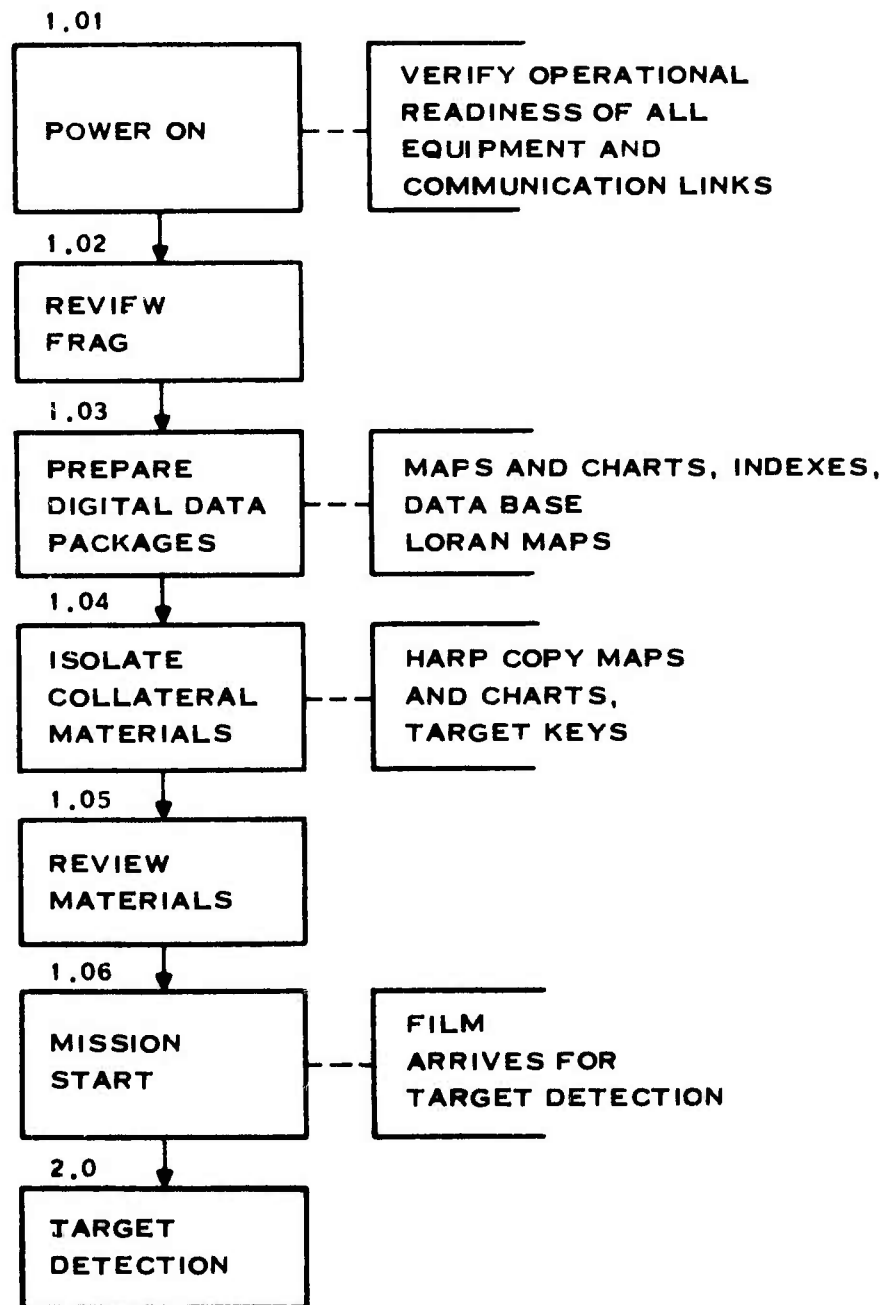 1.01
POWER ON
VERIFY OPERATIONAL
READINESS OF ALL
EQUIPMENT AND
COMMUNICATION LINKS
1.02
REVIEW
FRAG
1.03
PREPARE
DIGITAL DATA
PACKAGES
MAPS AND CHARTS, INDEXES,
DATA BASE
LORAN MAPS
1.04
ISOLATE
COLLATERAL
MATERIALS
HARP COPY MAPS
AND CHARTS,
TARGET KEYS
1.05
REVIEW
MATERIALS
1.06
MISSION
START
FILM
ARRIVES FOR
TARGET DETECTION
2.0
TARGET
DETECTION